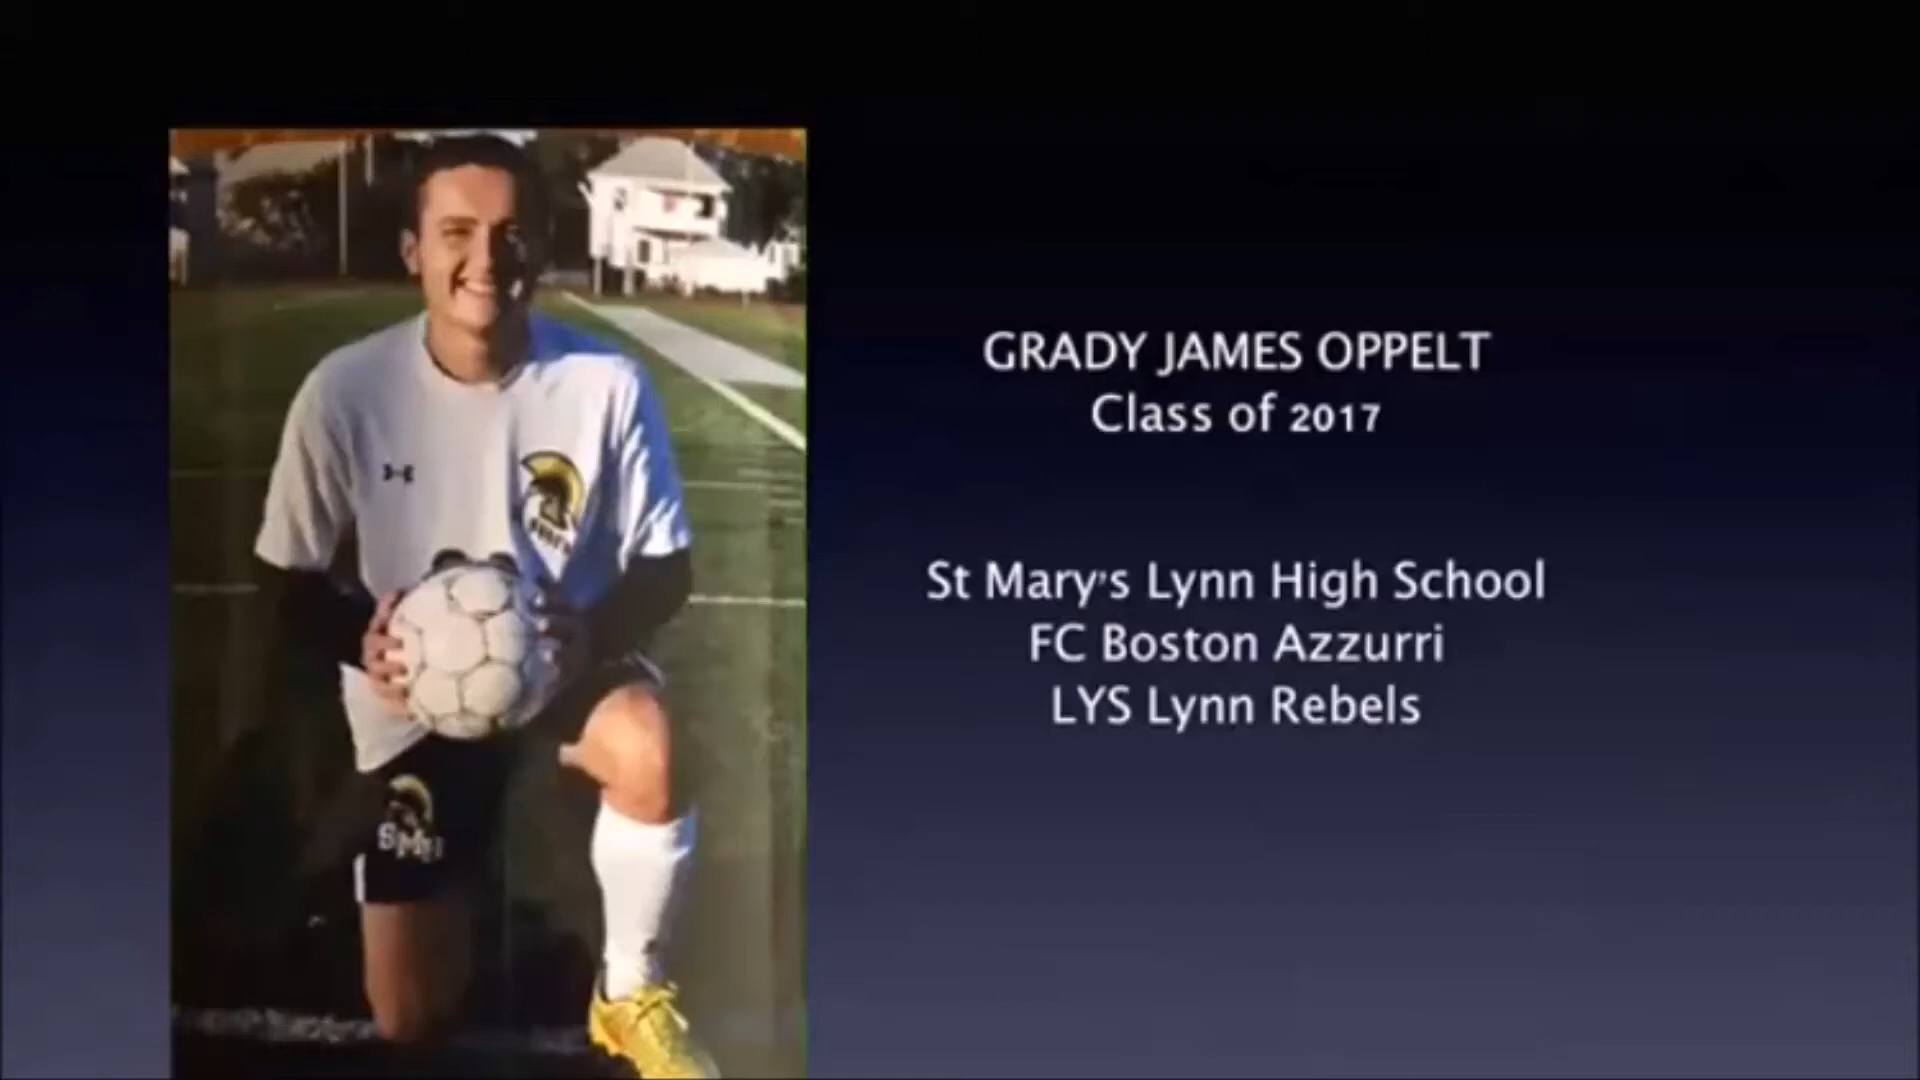 GRADY JAMES OPPELT
Class of 2017
St Mary's Lynn High School
FC Boston Azzurri
LYS Lynn Rebels